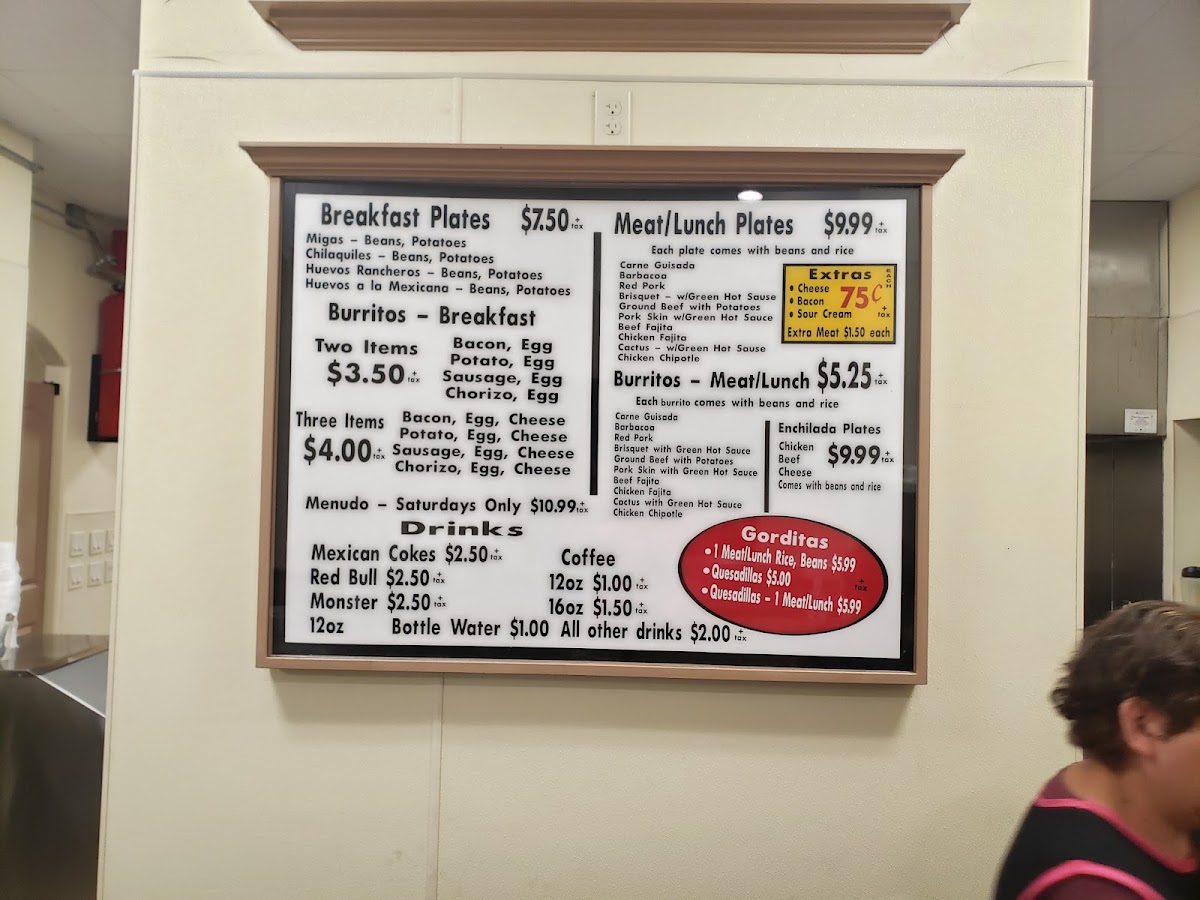 Breakfast Plates $7.50 + tax
Migas – Beans, Potatoes
Chilaquiles – Beans, Potatoes
Huevos Rancheros – Beans, Potatoes
Huevos a la Mexicana – Beans, Potatoes
Burritos – Breakfast
Two Items
$3.50 + tax
Bacon, Egg
Potato, Egg
Sausage, Egg
Chorizo, Egg
Three Items
$4.00 + tax
Bacon, Egg, Cheese
Potato, Egg, Cheese
Sausage, Egg, Cheese
Chorizo, Egg, Cheese
Menudo – Saturdays Only $10.99 + tax
Drinks
Mexican Cokes $2.50 + tax
Red Bull $2.50 + tax
Monster $2.50 + tax
Coffee
12oz $1.00 + tax
16oz $1.50 + tax
12oz Bottle Water $1.00 All other drinks $2.00 + tax
Meat/Lunch Plates $9.99 + tax
Each plate comes with beans and rice
Carne Guisada
Barbacoa
Red Pork
Brisquet – w/Green Hot Sause
Ground Beef with Potatoes
Pork Skin w/Green Hot Sauce
Beef Fajita
Chicken Fajita
Cactus – w/Green Hot Sause
Chicken Chipotle
Extras EACH
• Cheese
• Bacon
• Sour Cream
75¢ + tax
Extra Meat $1.50 each
Burritos – Meat/Lunch $5.25 + tax
Each burrito comes with beans and rice
Carne Guisada
Barbacoa
Red Pork
Brisquet with Green Hot Sauce
Ground Beef with Potatoes
Pork Skin with Green Hot Sauce
Beef Fajita
Chicken Fajita
Cactus with Green Hot Sauce
Chicken Chipotle
Enchilada Plates
Chicken
Beef
Cheese
$9.99 + tax
Comes with beans and rice
Gorditas
• 1 Meat/Lunch Rice, Beans $5.99
• Quesadillas $5.00
• Quesadillas – 1 Meat/Lunch $5.99
+ tax